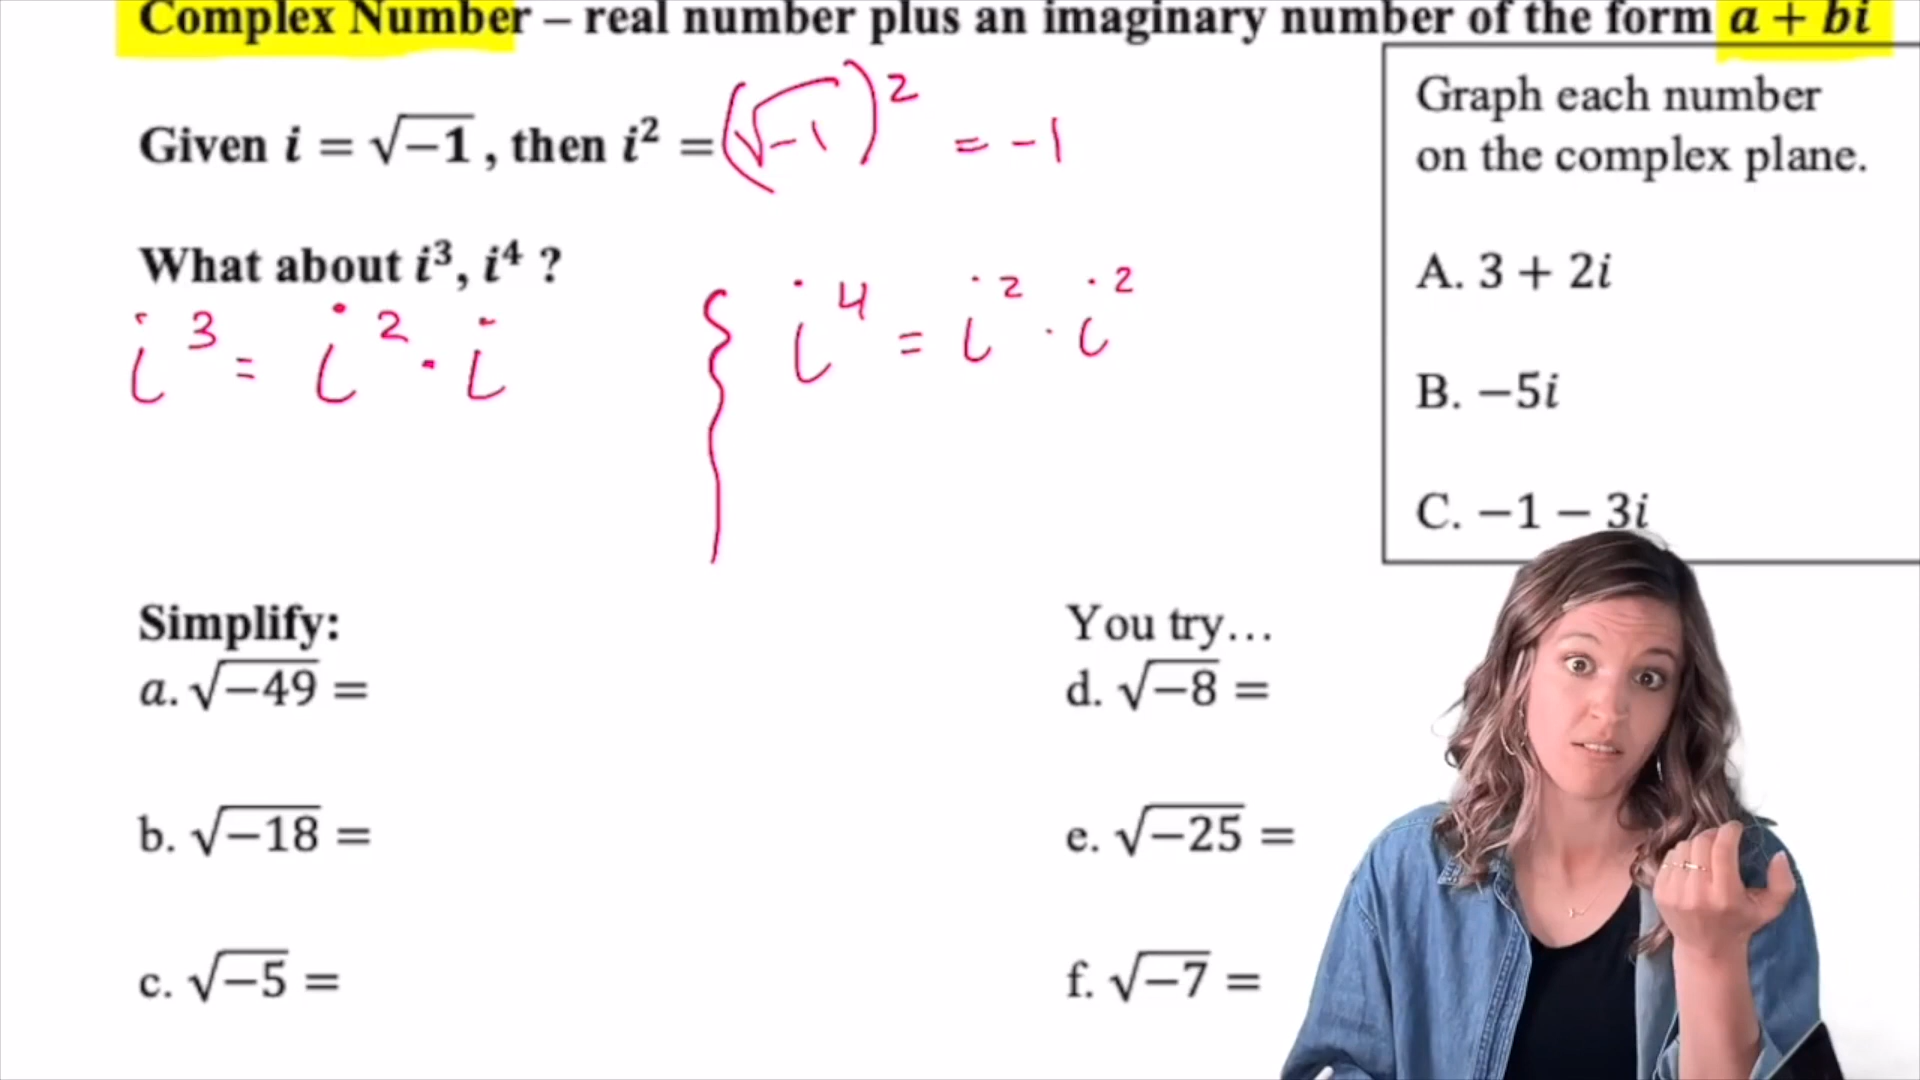 Complex Number – real number plus an imaginary number of the form a + bi
Given i = √−1, then i² = (√-1)² = -1
What about i³, i⁴ ?
i³ = i² · i
i⁴ = i² · i²
Graph each number
on the complex plane.
A. 3 + 2i
B. −5i
C. −1 − 3i
Simplify:
a. √−49 =
b. √−18 =
c. √−5 =
You try…
d. √−8 =
e. √−25 =
f. √−7 =